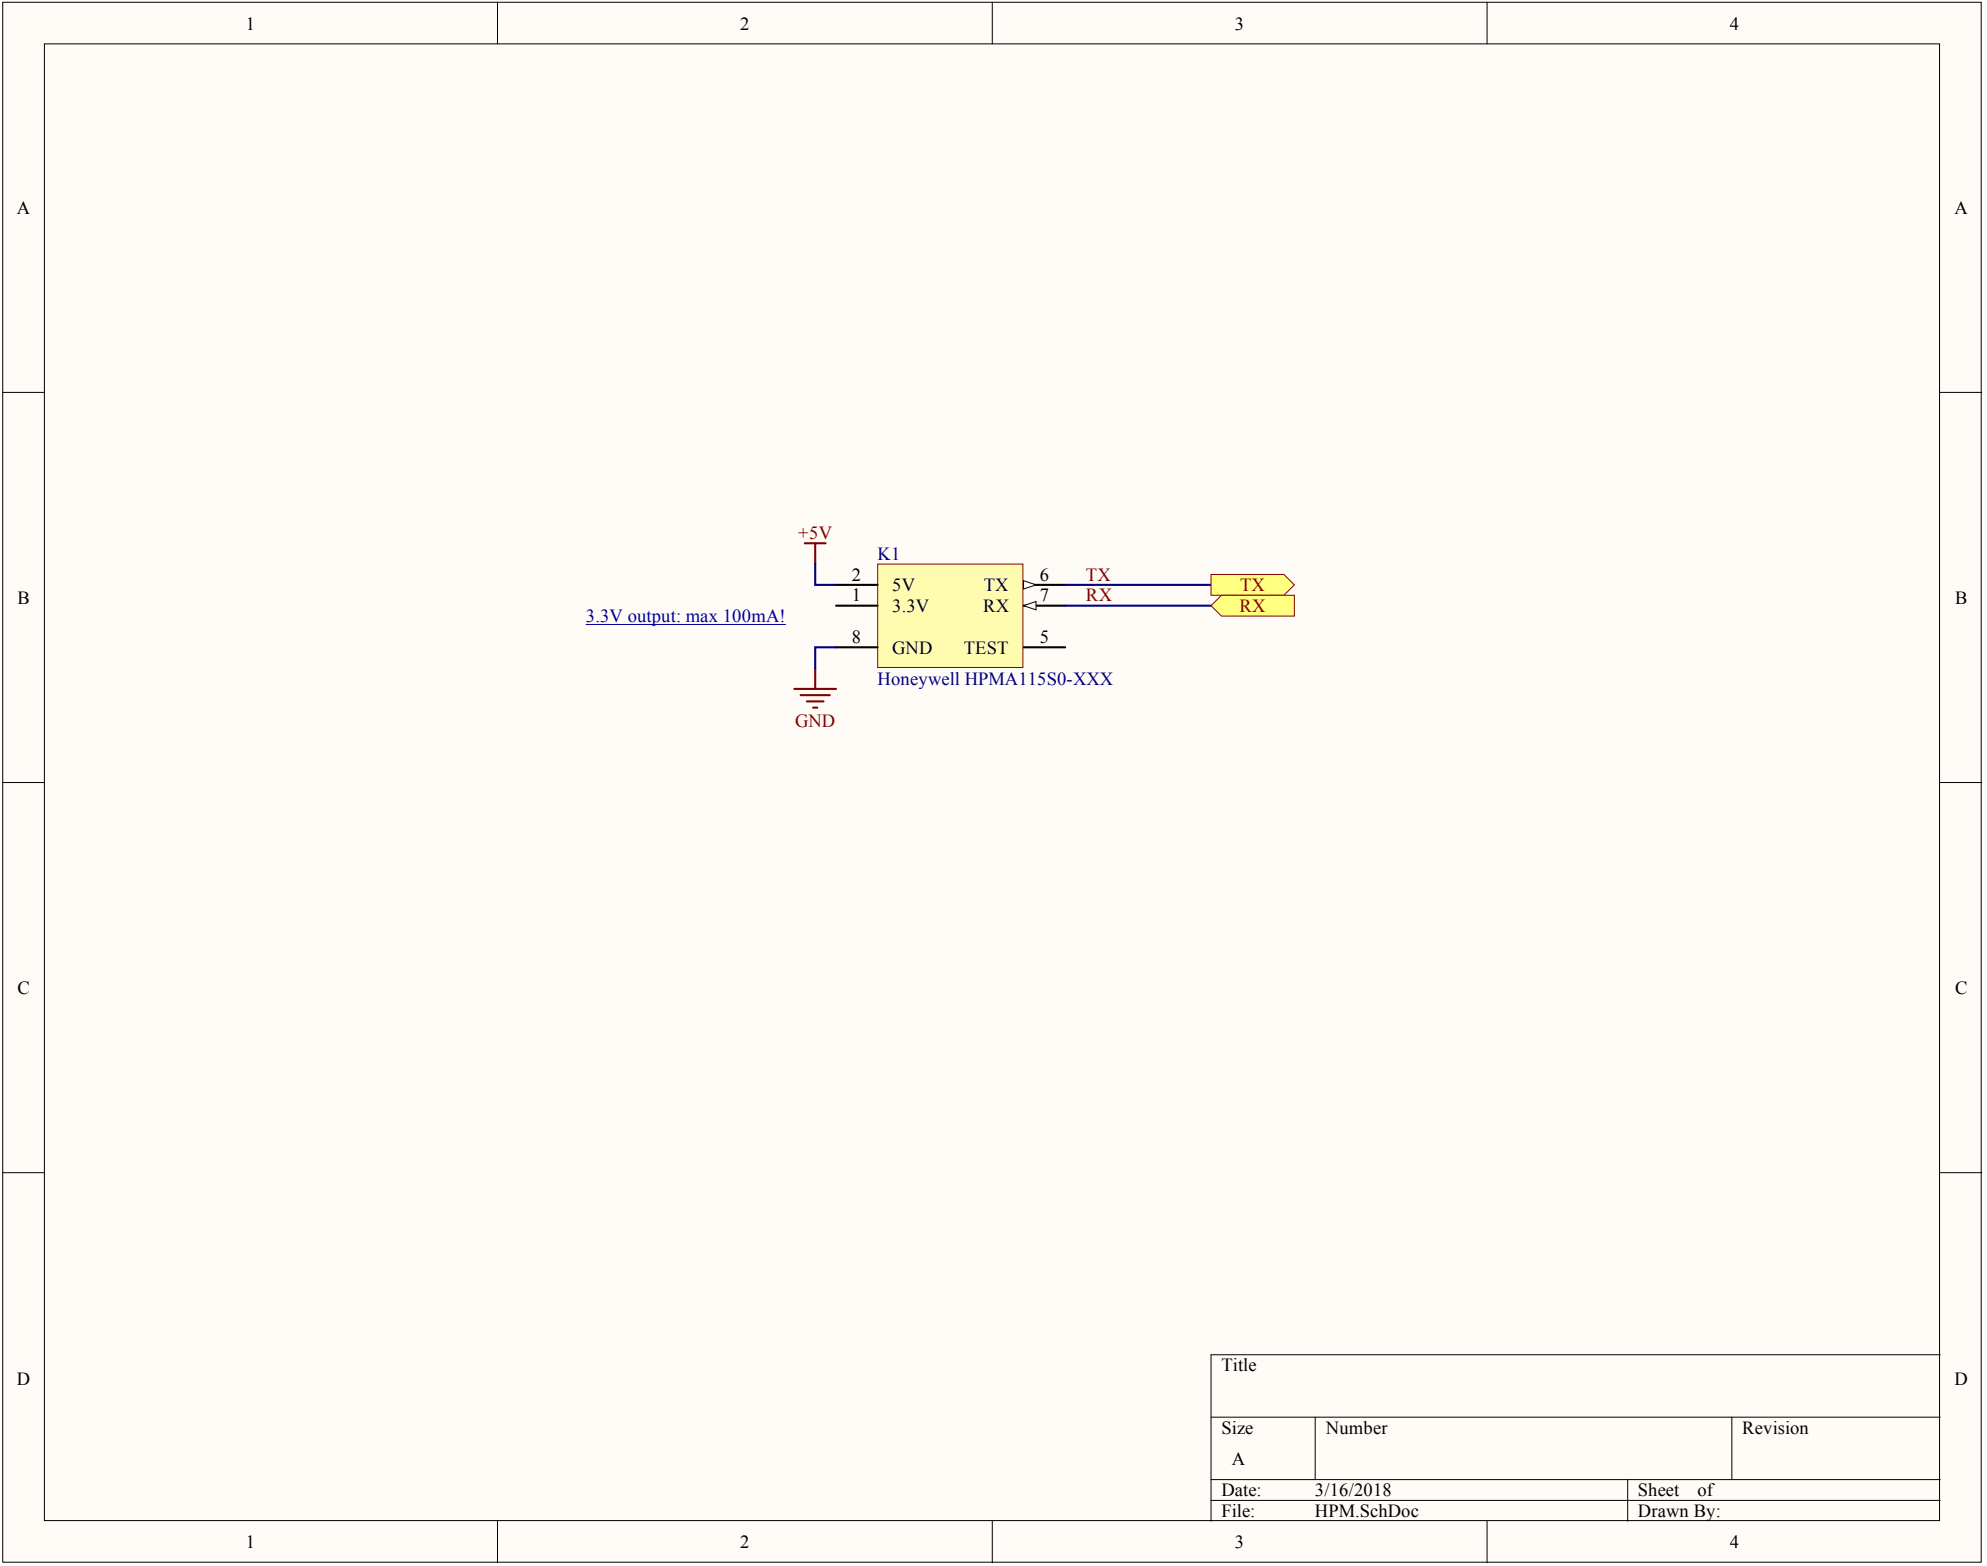 1 2 3 4
A A
+5V
K1
2 5V TX 6 TX TX
1 3.3V RX 7 RX RX
B B
3.3V output: max 100mA!
8 GND TEST 5
Honeywell HPMA115S0-XXX
GND
C C
Title
D D
Size Number Revision
A
Date: 3/16/2018 Sheet of
File: HPM.SchDoc Drawn By:
1 2 3 4